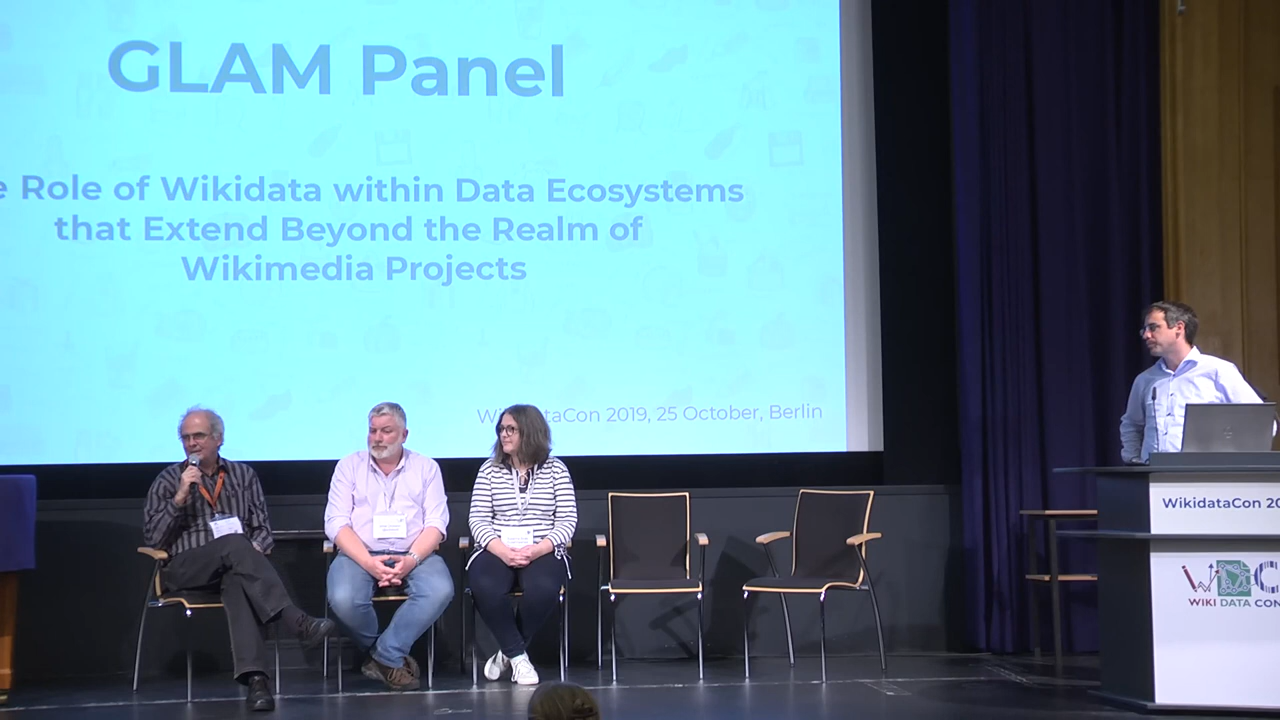 GLAM Panel
e Role of Wikidata within Data Ecosystems
that Extend Beyond the Realm of
Wikimedia Projects
WikidataCon 2019, 25 October, Berlin
WikidataCon 20
WIKI DATA CON